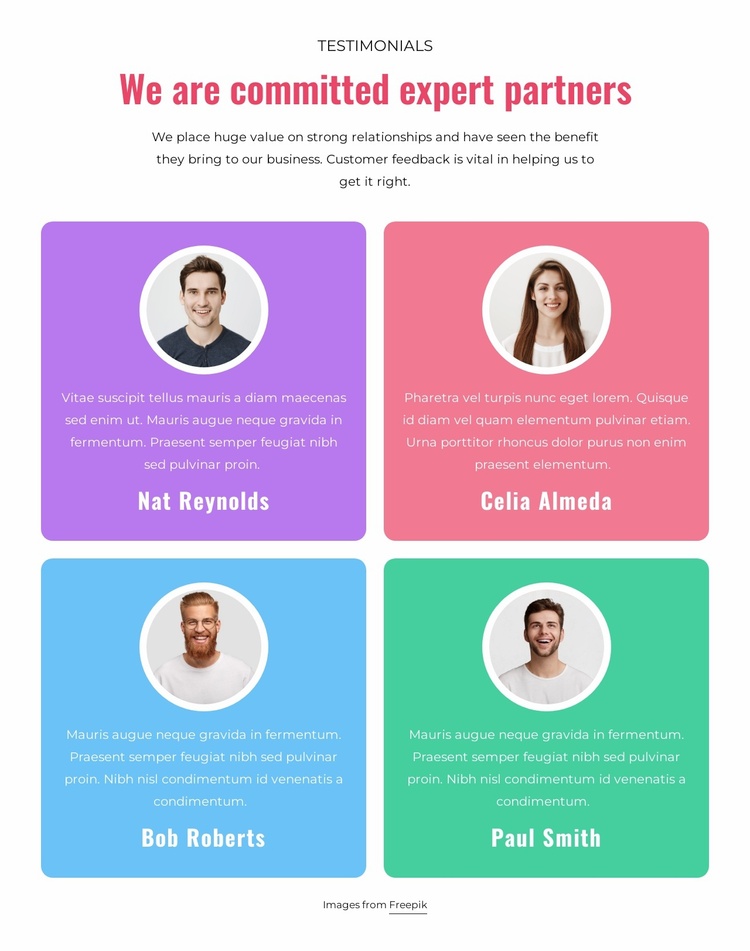 TESTIMONIALS
We are committed expert partners
We place huge value on strong relationships and have seen the benefit
they bring to our business. Customer feedback is vital in helping us to
get it right.
Vitae suscipit tellus mauris a diam maecenas
sed enim ut. Mauris augue neque gravida in
fermentum. Praesent semper feugiat nibh
sed pulvinar proin.
Nat Reynolds
Pharetra vel turpis nunc eget lorem. Quisque
id diam vel quam elementum pulvinar etiam.
Urna porttitor rhoncus dolor purus non enim
praesent elementum.
Celia Almeda
Mauris augue neque gravida in fermentum.
Praesent semper feugiat nibh sed pulvinar
proin. Nibh nisl condimentum id venenatis a
condimentum.
Bob Roberts
Mauris augue neque gravida in fermentum.
Praesent semper feugiat nibh sed pulvinar
proin. Nibh nisl condimentum id venenatis a
condimentum.
Paul Smith
Images from Freepik